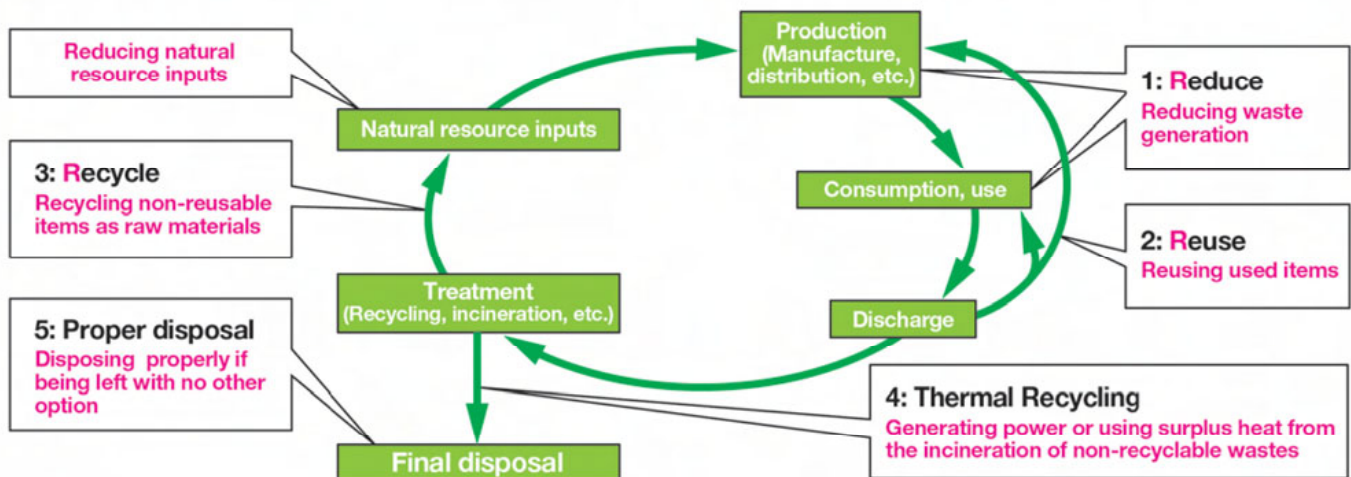 Reducing natural
resource inputs
Production
(Manufacture,
distribution, etc.)
1: Reduce
Reducing waste
generation
Natural resource inputs
3: Recycle
Recycling non-reusable
items as raw materials
Consumption, use
2: Reuse
Reusing used items
Treatment
(Recycling, incineration, etc.)
Discharge
5: Proper disposal
Disposing properly if
being left with no other
option
4: Thermal Recycling
Generating power or using surplus heat from
the incineration of non-recyclable wastes
Final disposal